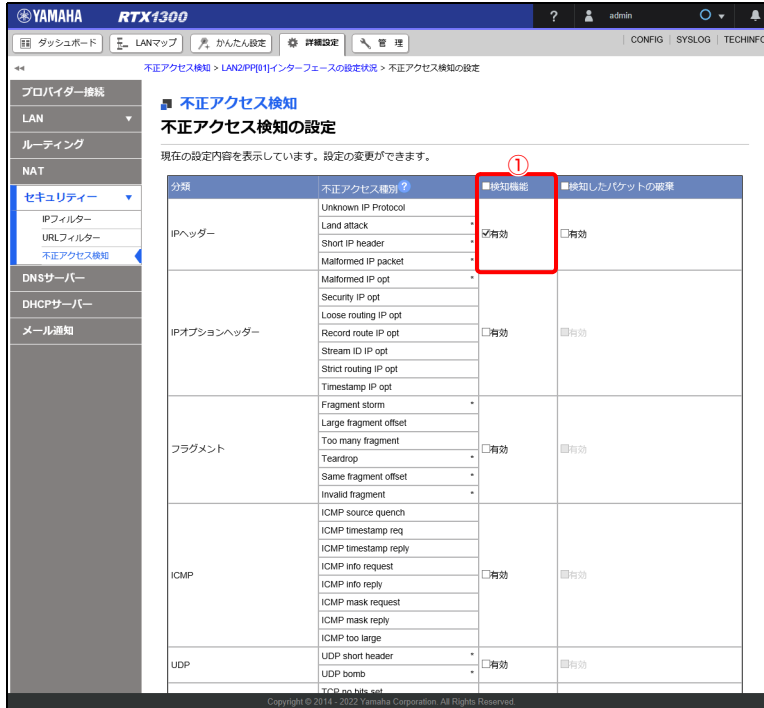 YAMAHA RTX1300 ? admin
ダッシュボード LANマップ かんたん設定 詳細設定 管 理 CONFIG SYSLOG TECHINFO
不正アクセス検知 > LAN2/PP[01]インターフェースの設定状況 > 不正アクセス検知の設定
プロバイダー接続
LAN
ルーティング
NAT
セキュリティー
IPフィルター
URLフィルター
不正アクセス検知
DNSサーバー
DHCPサーバー
メール通知
不正アクセス検知
不正アクセス検知の設定
現在の設定内容を表示しています。設定の変更ができます。
①
分類 不正アクセス種別 ? ■検知機能 ■検知したパケットの破棄
IPヘッダー
Unknown IP Protocol
Land attack *
Short IP header *
Malformed IP packet *
☑有効 □有効
IPオプションヘッダー
Malformed IP opt *
Security IP opt
Loose routing IP opt
Record route IP opt
Stream ID IP opt
Strict routing IP opt
Timestamp IP opt
□有効 □有効
フラグメント
Fragment storm *
Large fragment offset
Too many fragment
Teardrop *
Same fragment offset *
Invalid fragment *
□有効 □有効
ICMP
ICMP source quench
ICMP timestamp req
ICMP timestamp reply
ICMP info request
ICMP info reply
ICMP mask request
ICMP mask reply
ICMP too large
□有効 □有効
UDP
UDP short header *
UDP bomb *
□有効 □有効
TCP no bits set
Copyright © 2014 - 2022 Yamaha Corporation. All Rights Reserved.